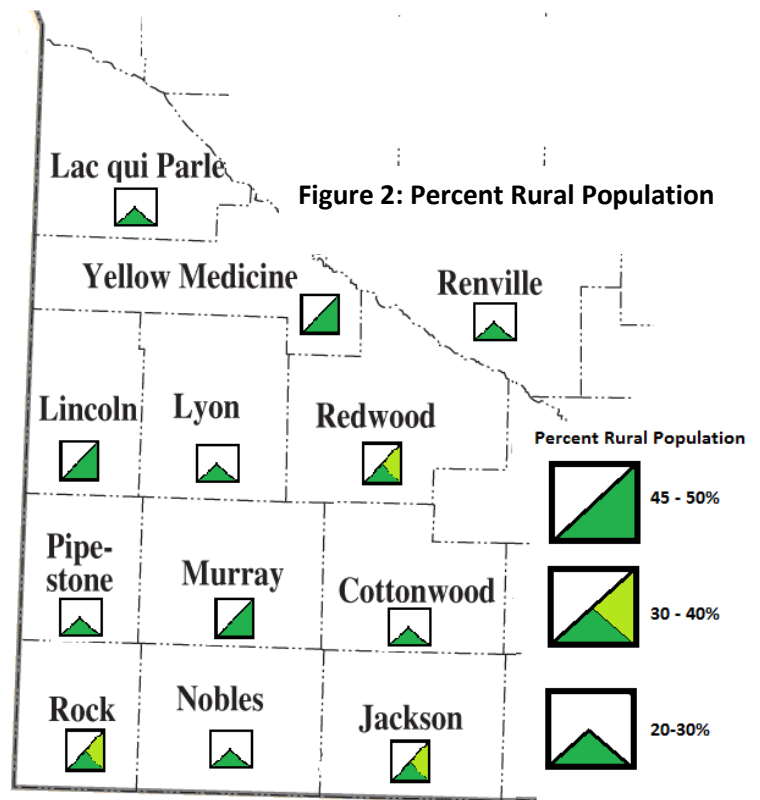 Lac qui Parle
Figure 2: Percent Rural Population
Yellow Medicine
Renville
Lincoln
Lyon
Redwood
Percent Rural Population
45 - 50%
Pipe-
stone
Murray
Cottonwood
30 - 40%
Rock
Nobles
Jackson
20-30%